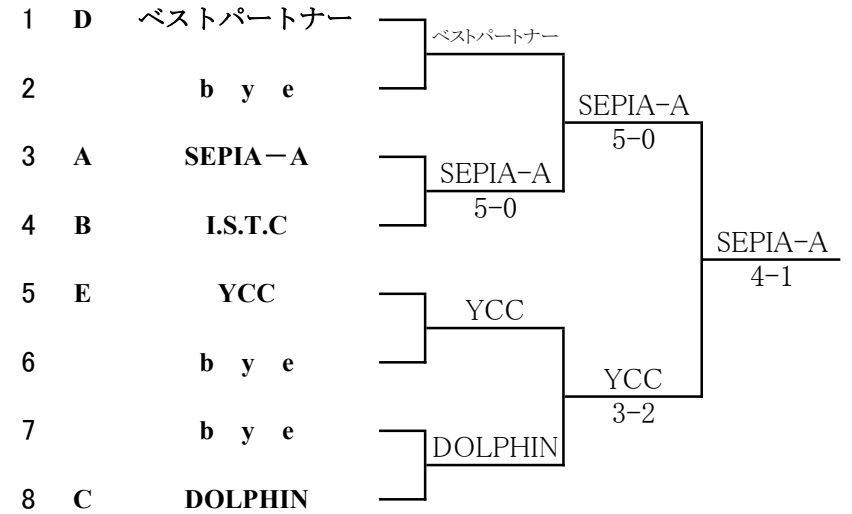 1 D ベストパートナー
ベストパートナー
2 b y e
SEPIA-A
5-0
3 A SEPIA－A
SEPIA-A
5-0
4 B I.S.T.C
SEPIA-A
4-1
5 E YCC
YCC
6 b y e
YCC
3-2
7 b y e
DOLPHIN
8 C DOLPHIN